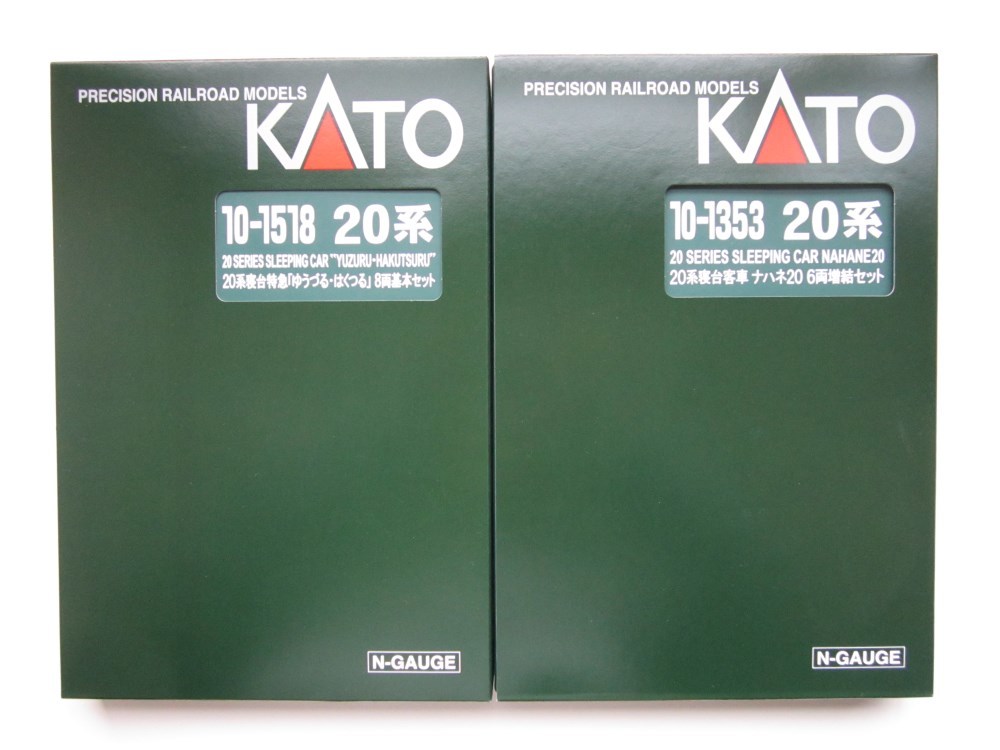 PRECISION RAILROAD MODELS
KATO
10-1518 20系
20 SERIES SLEEPING CAR "YUZURU・HAKUTSURU"
20系寝台特急「ゆうづる・はくつる」 8両基本セット
N-GAUGE
PRECISION RAILROAD MODELS
KATO
10-1353 20系
20 SERIES SLEEPING CAR NAHANE20
20系寝台客車 ナハネ20 6両増結セット
N-GAUGE